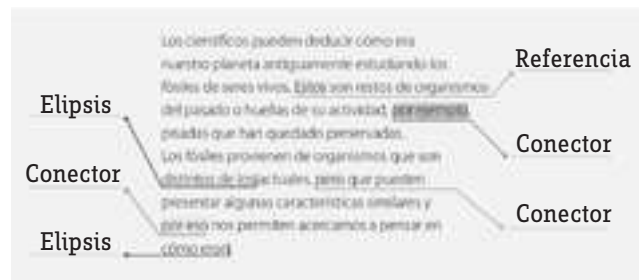 Los científicos pueden deducir cómo era
nuestro planeta antiguamente estudiando los
fósiles de seres vivos. Estos son restos de organismos
del pasado o huellas de su actividad, por ejemplo,
pisadas que han quedado preservadas.
Los fósiles provienen de organismos que son
distintos de los actuales, pero que pueden
presentar algunas características similares y
por eso nos permiten acercarnos a pensar en
cómo eran.
Elipsis
Conector
Elipsis
Referencia
Conector
Conector